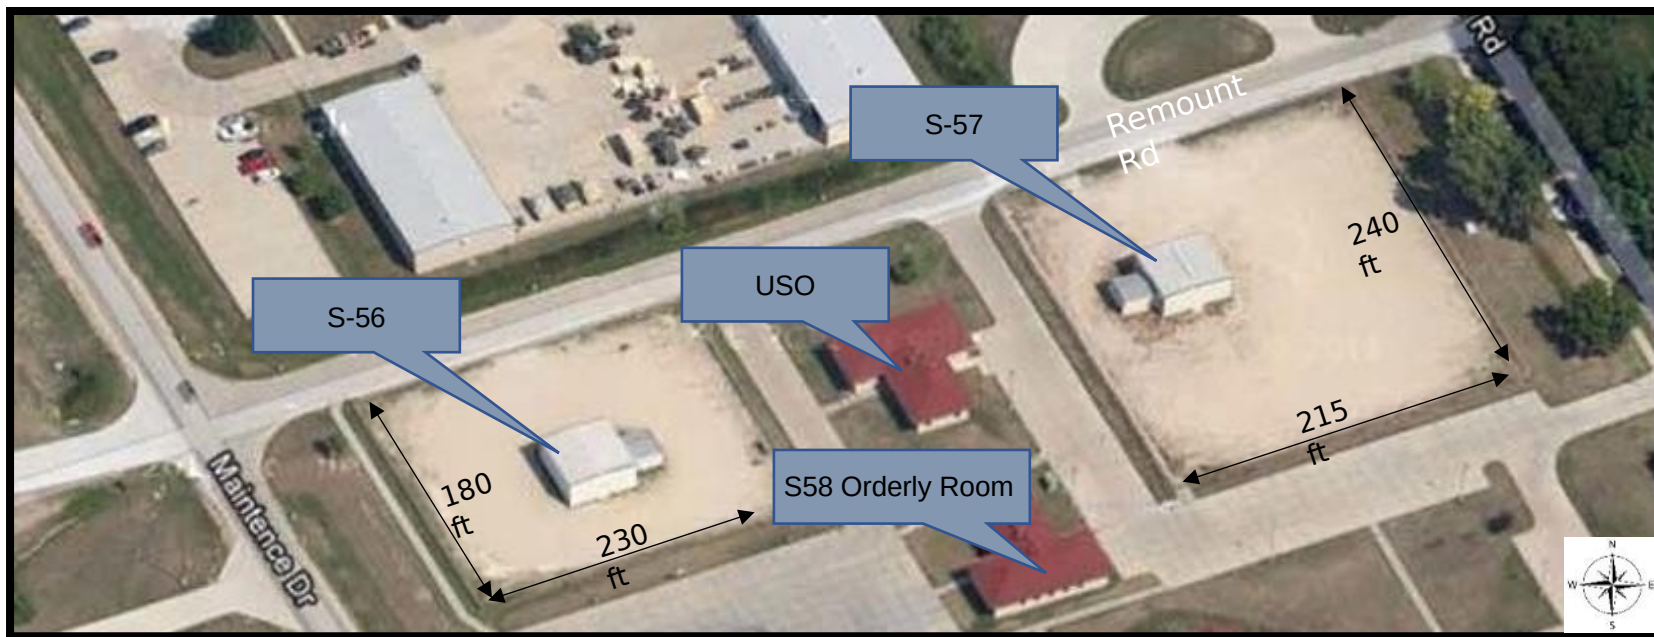 Rd
S-57
Remount
Rd
240
ft
USO
S-56
215
ft
S58 Orderly Room
180
ft
230
ft
Maintence Dr
N
W
E
S